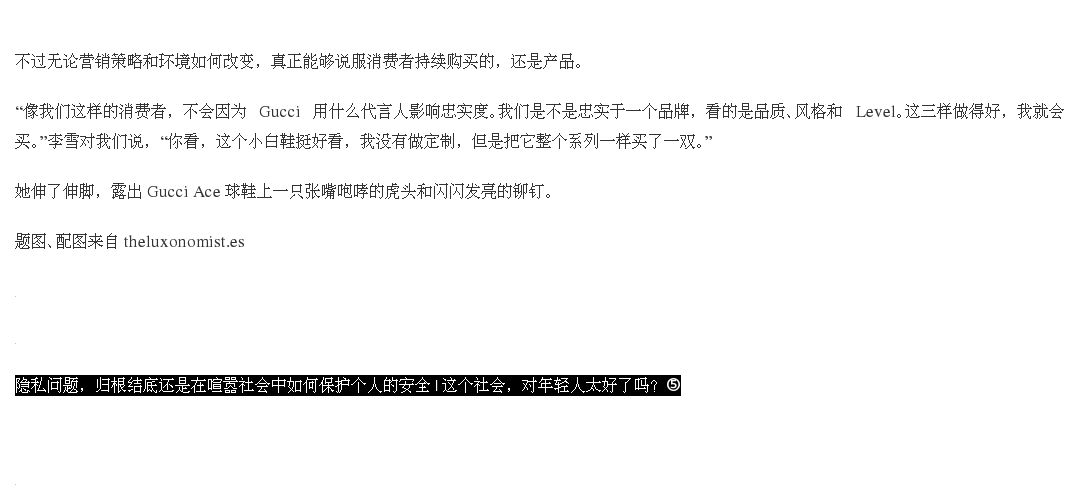 不过无论营销策略和环境如何改变，真正能够说服消费者持续购买的，还是产品。
“像我们这样的消费者，不会因为 Gucci 用什么代言人影响忠实度。我们是不是忠实于一个品牌，看的是品质、风格和 Level。这三样做得好，我就会
买。”李雪对我们说，“你看，这个小白鞋挺好看，我没有做定制，但是把它整个系列一样买了一双。”
她伸了伸脚，露出 Gucci Ace 球鞋上一只张嘴咆哮的虎头和闪闪发亮的铆钉。
题图、配图来自 theluxonomist.es
隐私问题，归根结底还是在喧嚣社会中如何保护个人的安全 | 这个社会，对年轻人太好了吗？⑤